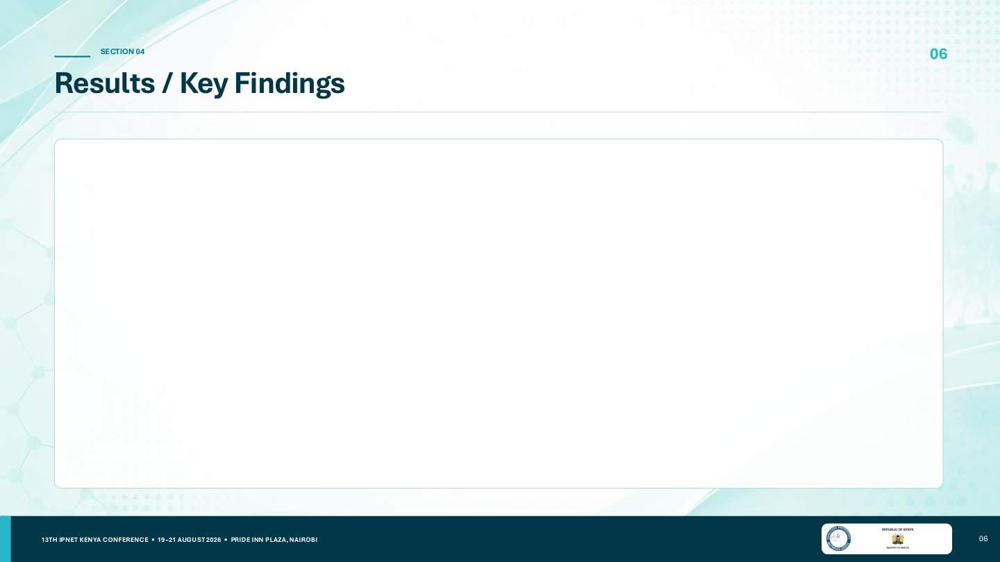 SECTION 04
06
Results / Key Findings
13TH IPNET KENYA CONFERENCE • 19–21 AUGUST 2026 • PRIDE INN PLAZA, NAIROBI
REPUBLIC OF KENYA
MINISTRY OF HEALTH
06